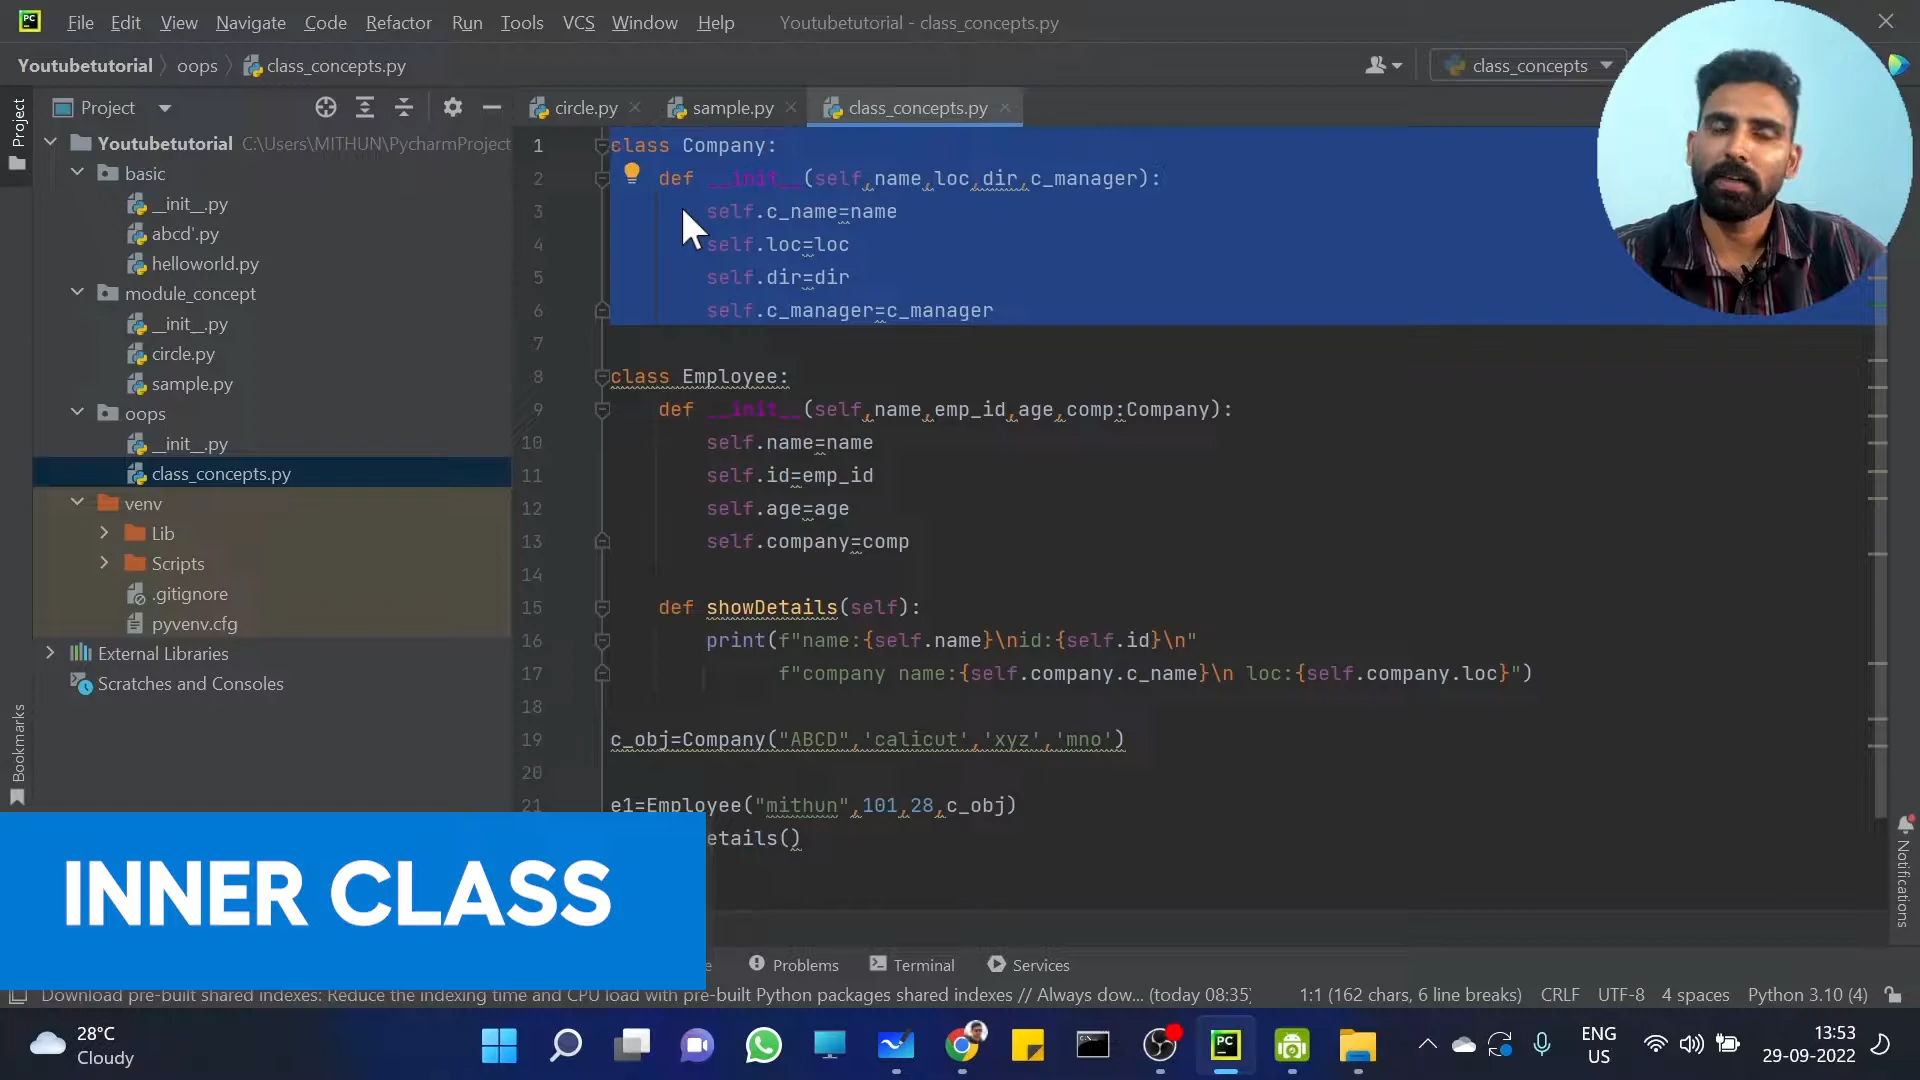 File Edit View Navigate Code Refactor Run Tools VCS Window Help Youtubetutorial - class_concepts.py
Youtubetutorial oops class_concepts.py class_concepts
Project circle.py sample.py class_concepts.py
Project
Bookmarks
Notifications
Youtubetutorial C:\Users\MITHUN\PycharmProject
basic
__init__.py
abcd'.py
helloworld.py
module_concept
__init__.py
circle.py
sample.py
oops
__init__.py
class_concepts.py
venv
Lib
Scripts
.gitignore
pyvenv.cfg
External Libraries
Scratches and Consoles
1 class Company:
2 def __init__(self,name,loc,dir,c_manager):
3 self.c_name=name
4 self.loc=loc
5 self.dir=dir
6 self.c_manager=c_manager
7
8 class Employee:
9 def __init__(self,name,emp_id,age,comp:Company):
10 self.name=name
11 self.id=emp_id
12 self.age=age
13 self.company=comp
14
15 def showDetails(self):
16 print(f"name:{self.name}\nid:{self.id}\n"
17 f"company name:{self.company.c_name}\n loc:{self.company.loc}")
18
19 c_obj=Company("ABCD",'calicut','xyz','mno')
20
21 e1=Employee("mithun",101,28,c_obj)
etails()
INNER CLASS
Problems Terminal Services
Download pre-built shared indexes: Reduce the indexing time and CPU load with pre-built Python packages shared indexes // Always dow... (today 08:35) 1:1 (162 chars, 6 line breaks) CRLF UTF-8 4 spaces Python 3.10 (4)
28°C
Cloudy
ENG
US
13:53
29-09-2022